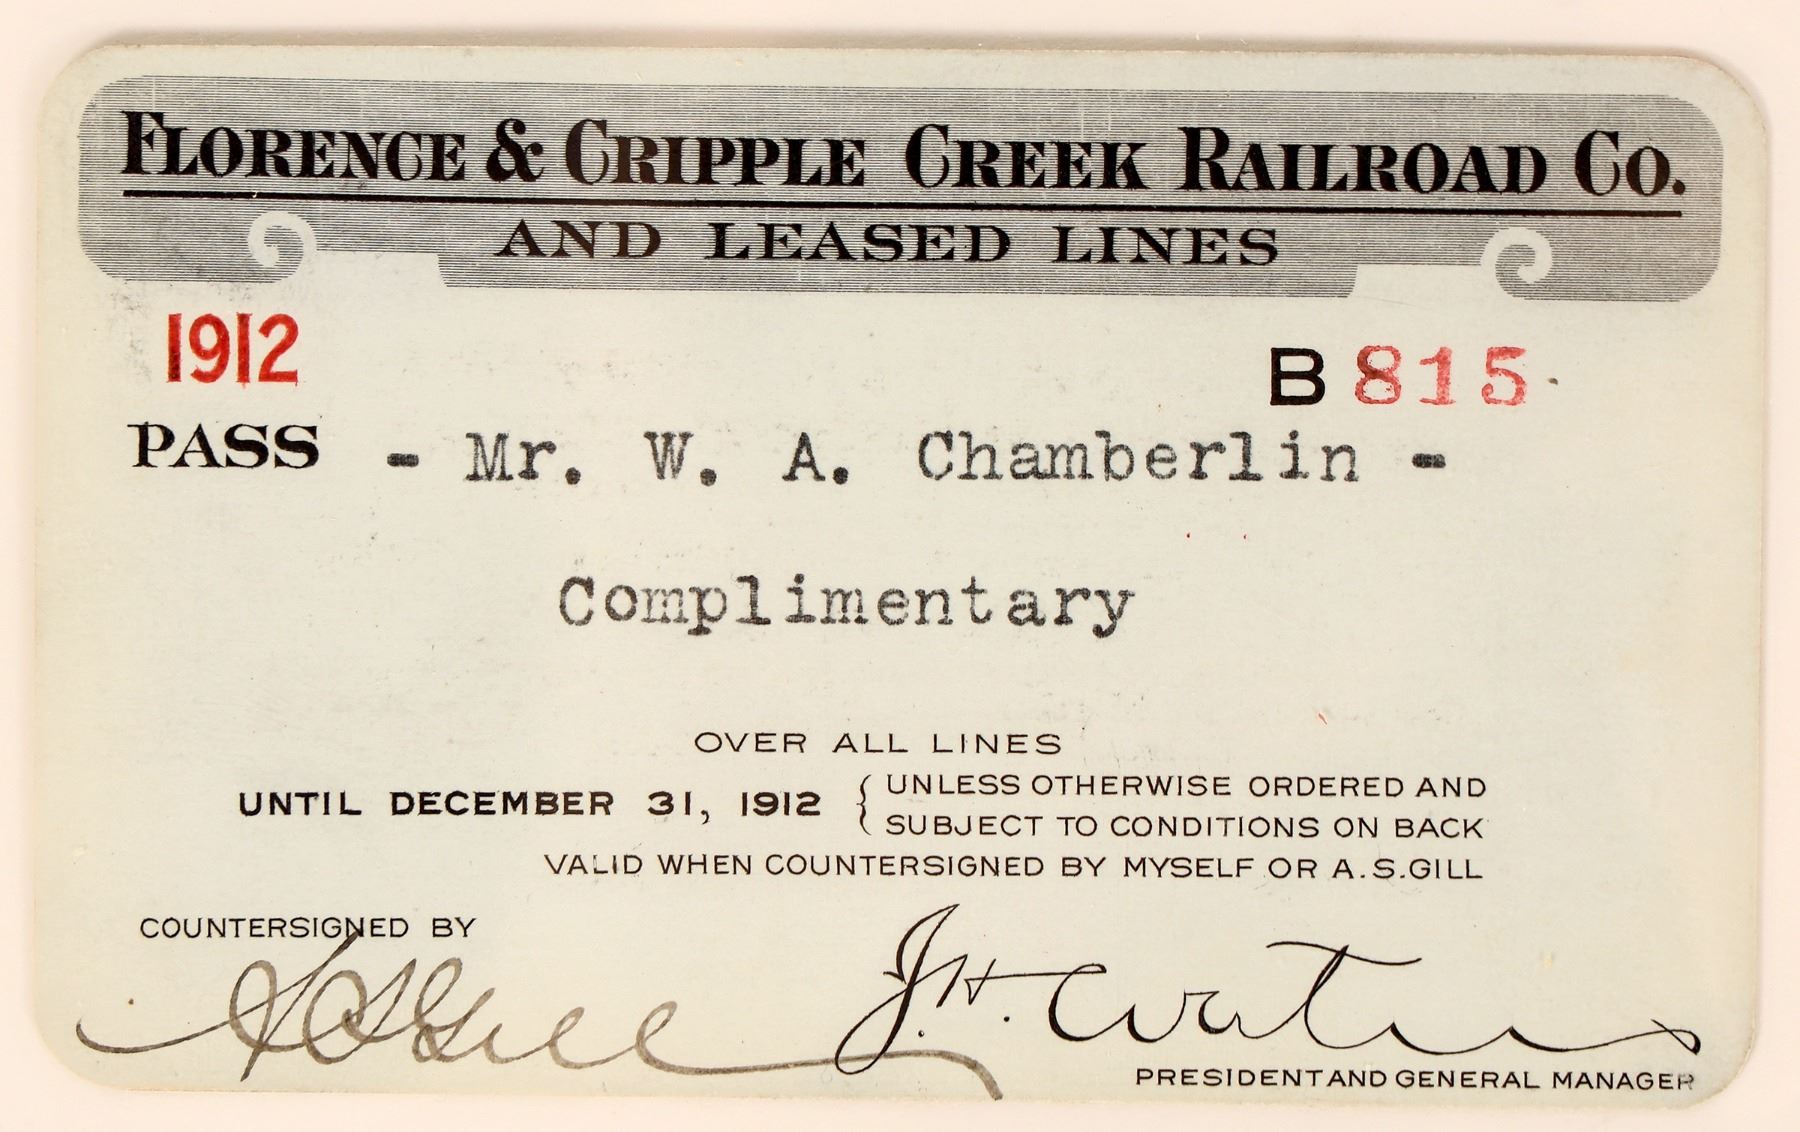 FLORENCE & CRIPPLE CREEK RAILROAD CO.
AND LEASED LINES
1912
B 815
PASS - Mr. W. A. Chamberlin -
Complimentary
OVER ALL LINES
UNTIL DECEMBER 31, 1912 { UNLESS OTHERWISE ORDERED AND
SUBJECT TO CONDITIONS ON BACK
VALID WHEN COUNTERSIGNED BY MYSELF OR A.S.GILL
COUNTERSIGNED BY
A S Gill
J. H. Waters
PRESIDENT AND GENERAL MANAGER